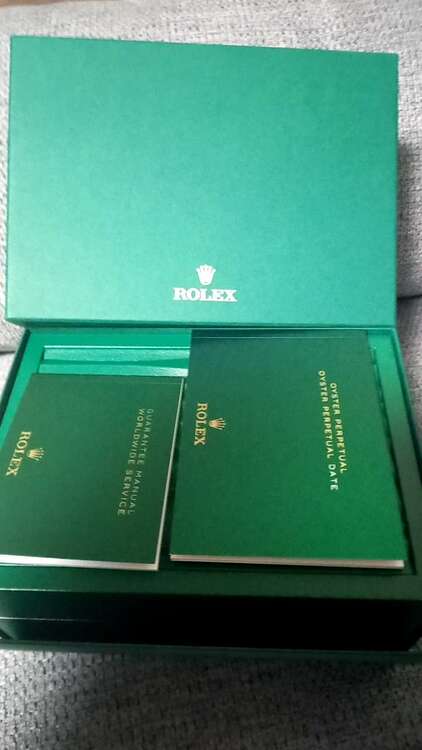 ROLEX
GUARANTEE MANUAL
WORLDWIDE SERVICE
ROLEX
OYSTER PERPETUAL
OYSTER PERPETUAL DATE
ROLEX